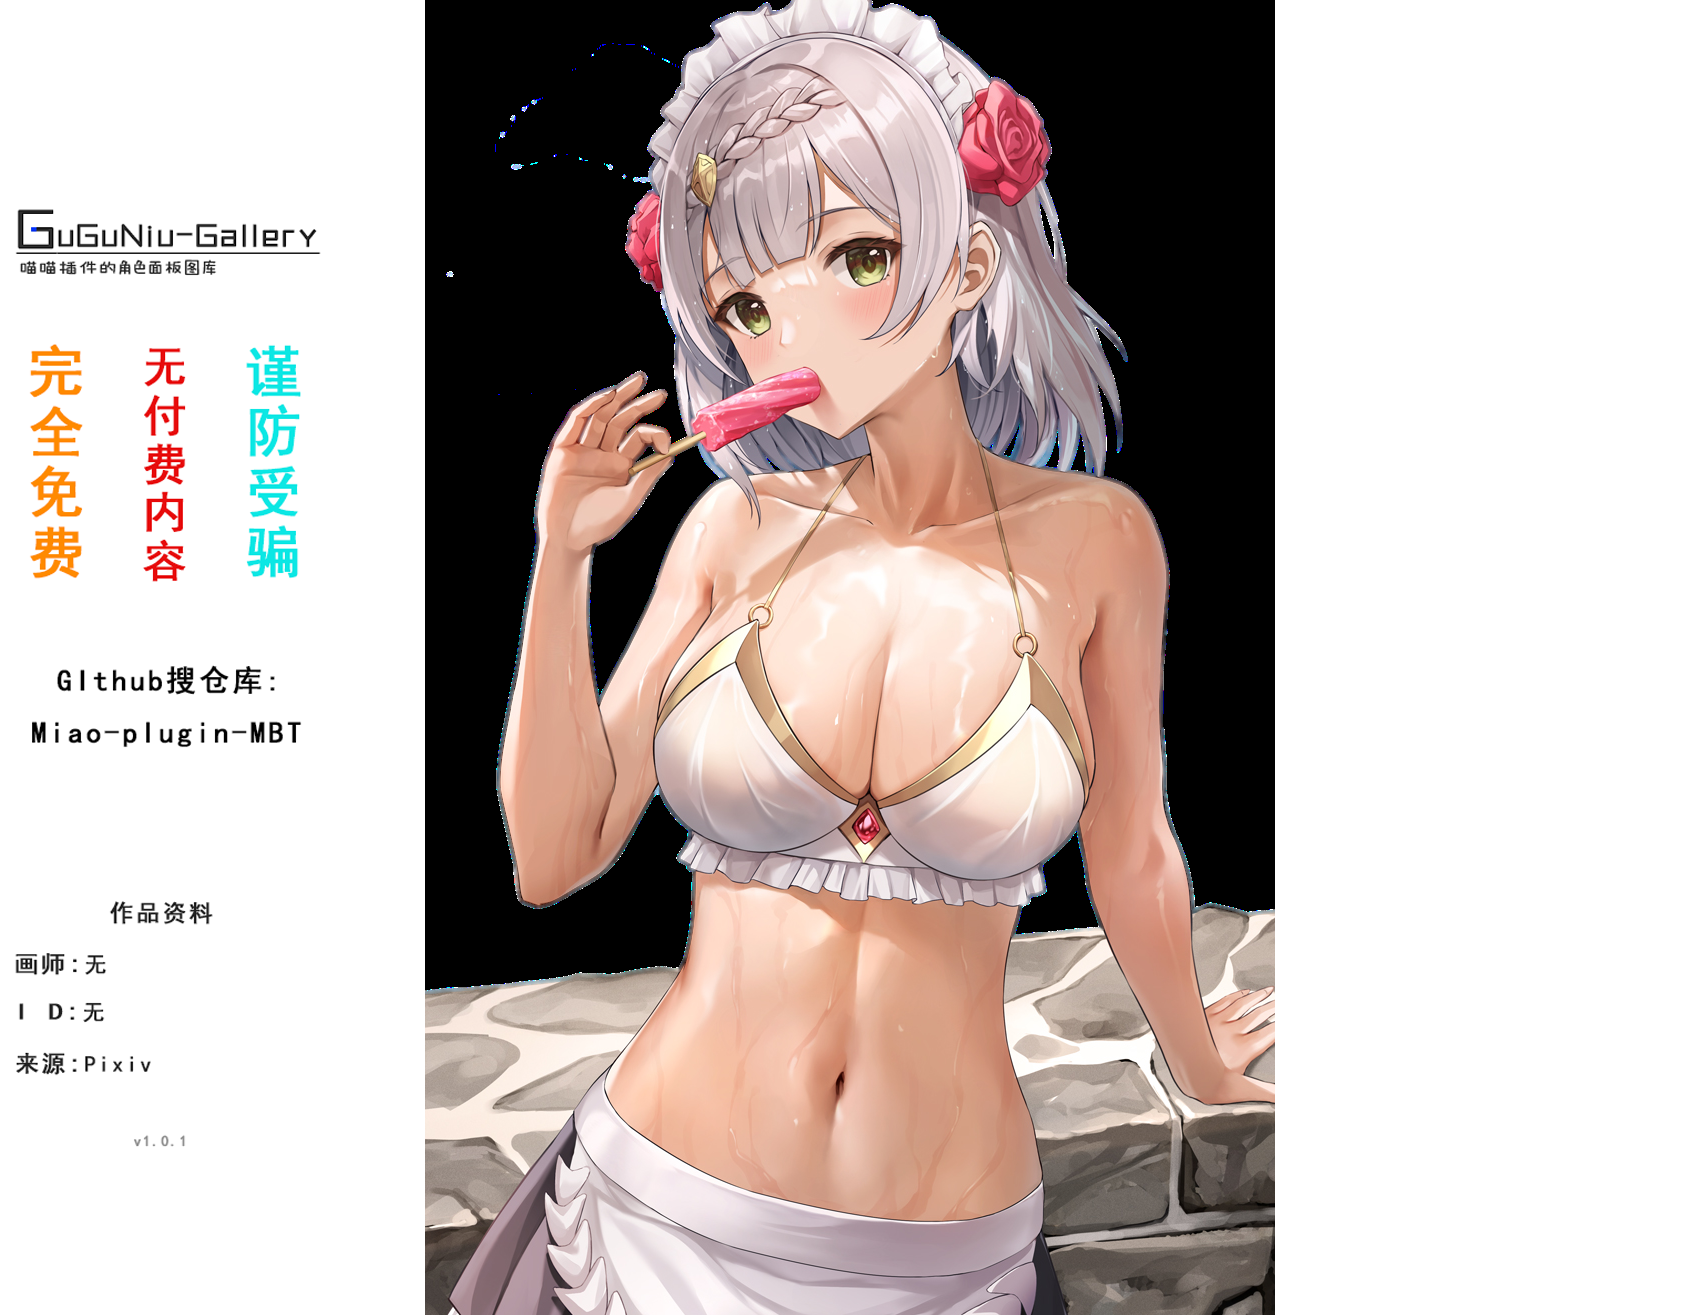 GuGuNiu-Gallery
喵喵插件的角色面板图库
完全免费
无付费内容
谨防受骗
GIthub搜仓库:
Miao-plugin-MBT
作品资料
画师:无
I D:无
来源:Pixiv
v1.0.1